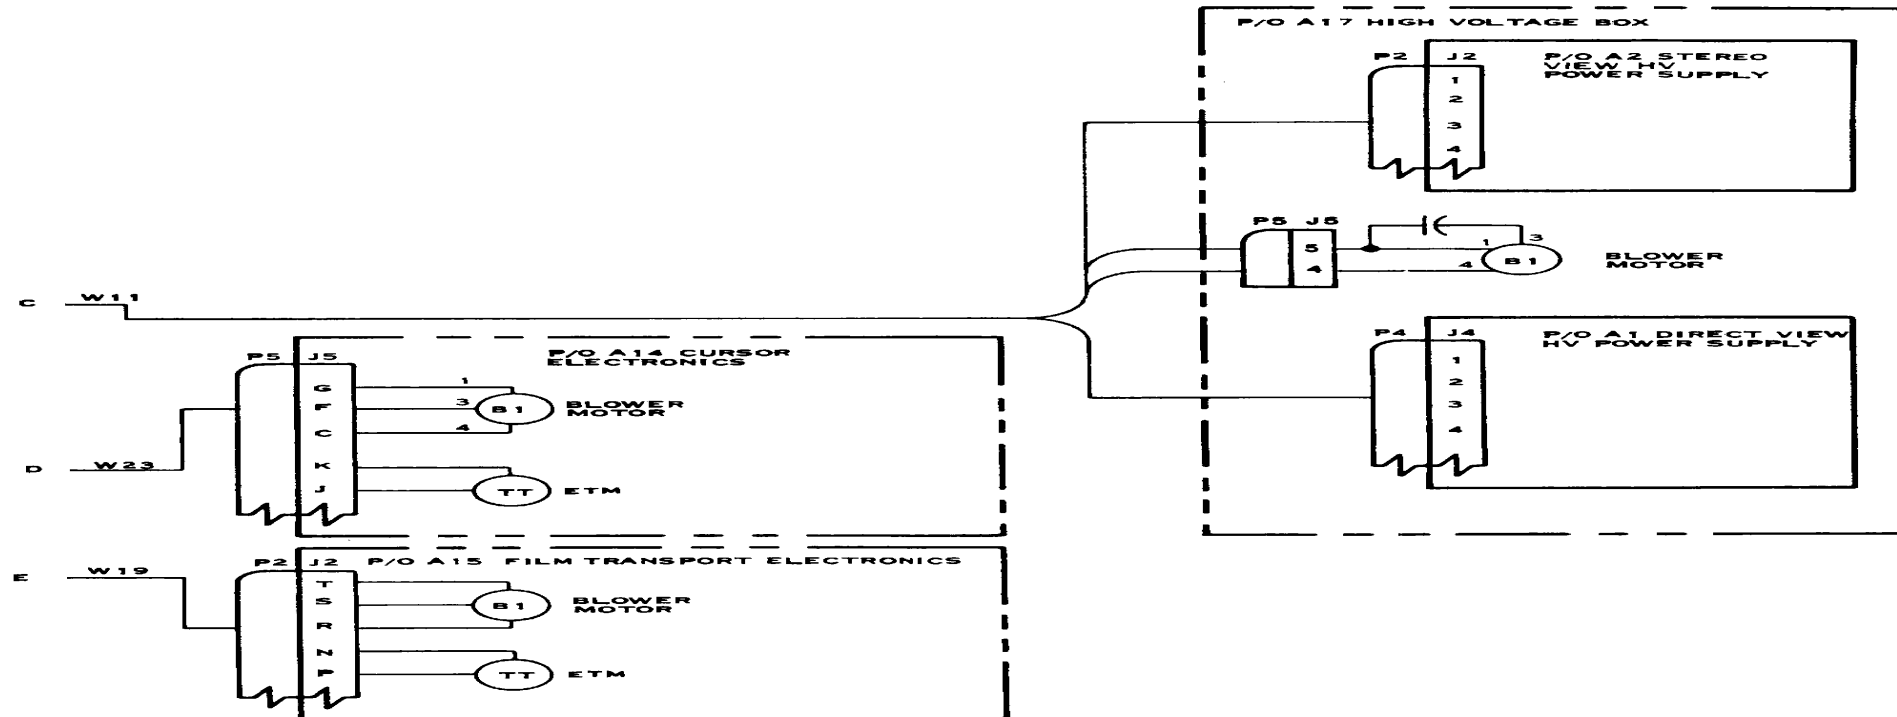 P/O A17 HIGH VOLTAGE BOX
P2 J2
P/O A2 STEREO
VIEW HV
POWER SUPPLY
1
2
3
4
P5 J5
5
4
1
3
4
B1
BLOWER
MOTOR
C W11
P4 J4
P/O A1 DIRECT VIEW
HV POWER SUPPLY
1
2
3
4
P5 J5
P/O A14 CURSOR
ELECTRONICS
G 1
F 3
C 4
B1
BLOWER
MOTOR
D W23
K
J
TT ETM
P2 J2 P/O A15 FILM TRANSPORT ELECTRONICS
E W19
T
S
R
B1
BLOWER
MOTOR
N
P
TT ETM